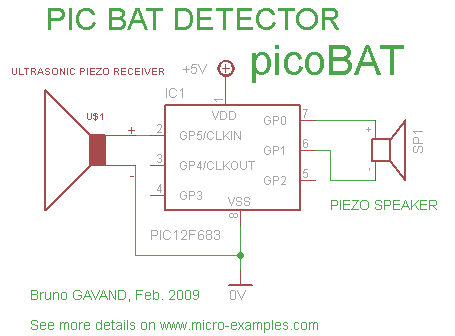 PIC BAT DETECTOR
picoBAT
ULTRASONIC PIEZO RECEIVER
+5V
IC1
U$1
1
VDD
+
2
GP5/CLKIN
GP0
7
+
3
GP4/CLKOUT
GP1
6
SP1
-
4
GP3
GP2
5
-
VSS
8
PIC12F683
PIEZO SPEAKER
Bruno GAVAND, Feb. 2009
0V
See more details on www.micro-examples.com